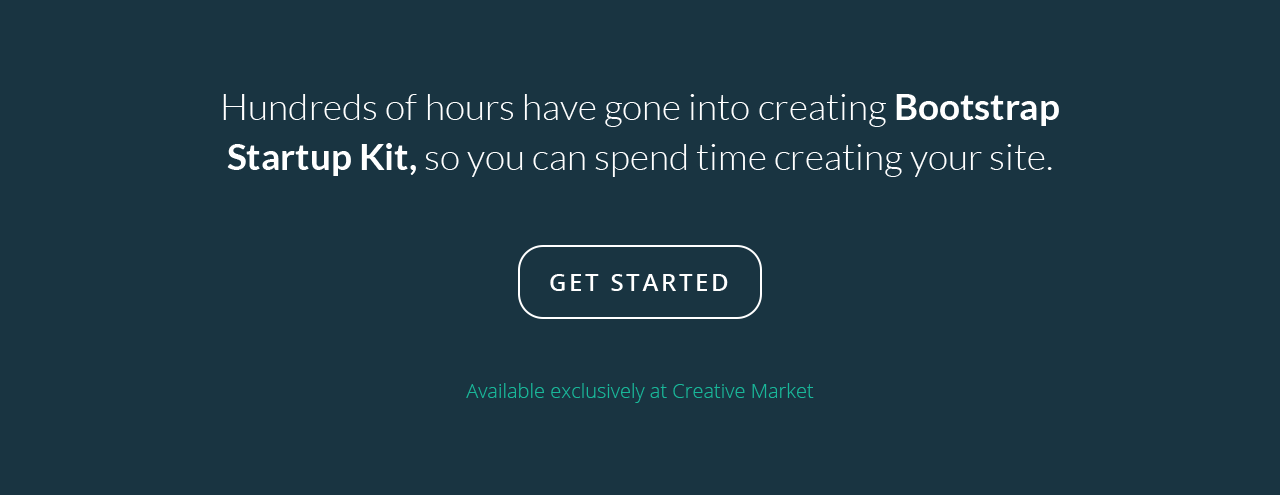 Hundreds of hours have gone into creating Bootstrap
Startup Kit, so you can spend time creating your site.
GET STARTED
Available exclusively at Creative Market